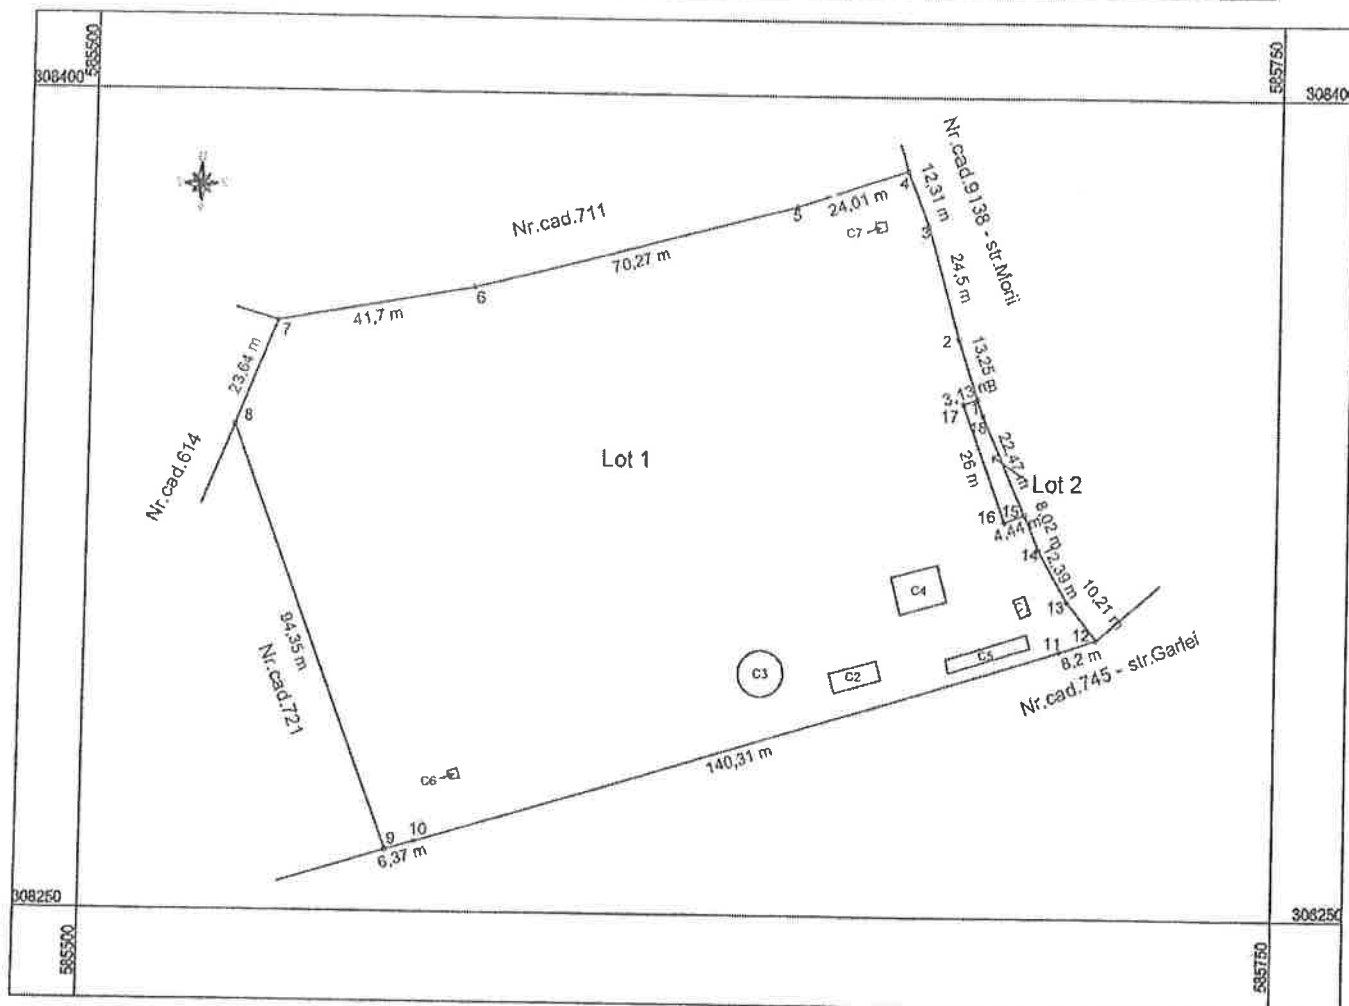 585500
585750
308400
308400
Nr.cad.9138 - str.Morii
4
12,31 m
24,01 m
5
Nr.cad.711
C7
3
70,27 m
24,5 m
6
41,7 m
7
2
13,25 m
23,64 m
8
3,13 m
17
1
18
Nr.cad.614
Lot 1
22,47 m
26 m
Lot 2
16
15
4,44 m
8,02 m
14
12,39 m
C4
13
10,21 m
C1
94,35 m
Nr.cad.721
C5
11
12
8,2 m
C3
C2
Nr.cad.745 - str.Garlei
140,31 m
C6
9
10
6,37 m
308250
308250
585500
585750